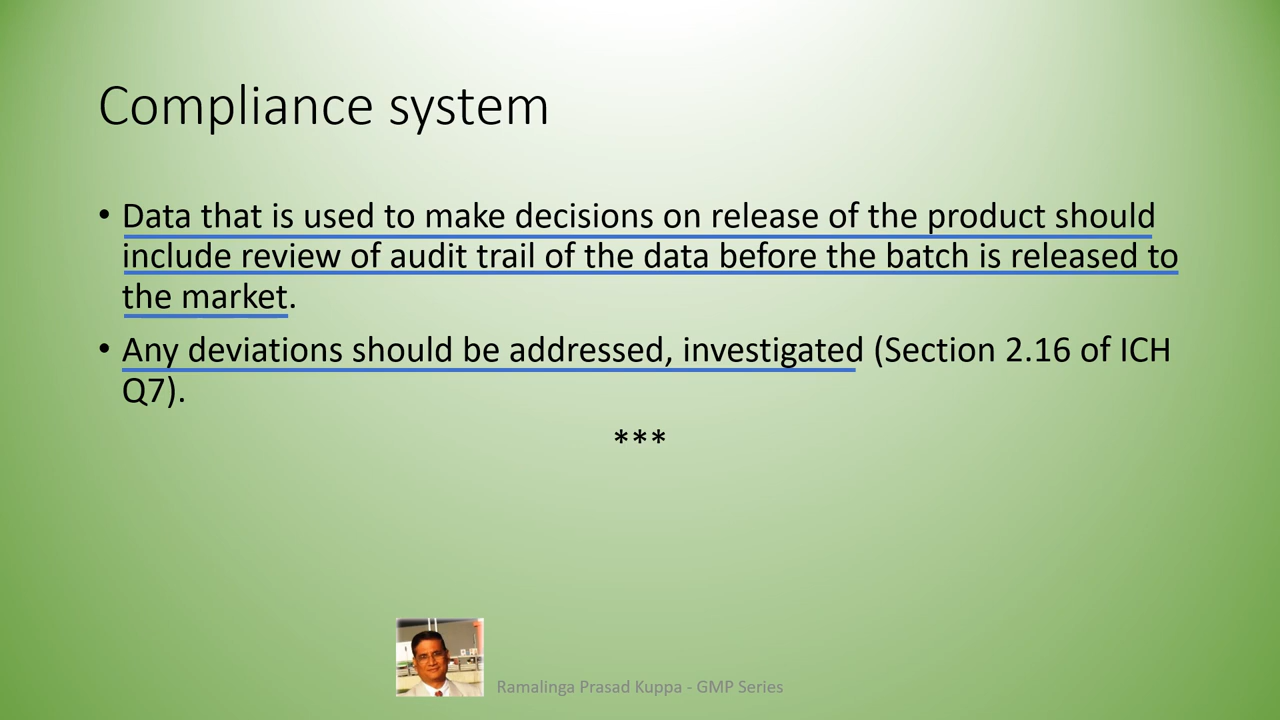 Compliance system
• Data that is used to make decisions on release of the product should
include review of audit trail of the data before the batch is released to
the market.
• Any deviations should be addressed, investigated (Section 2.16 of ICH
Q7).
***
Ramalinga Prasad Kuppa - GMP Series